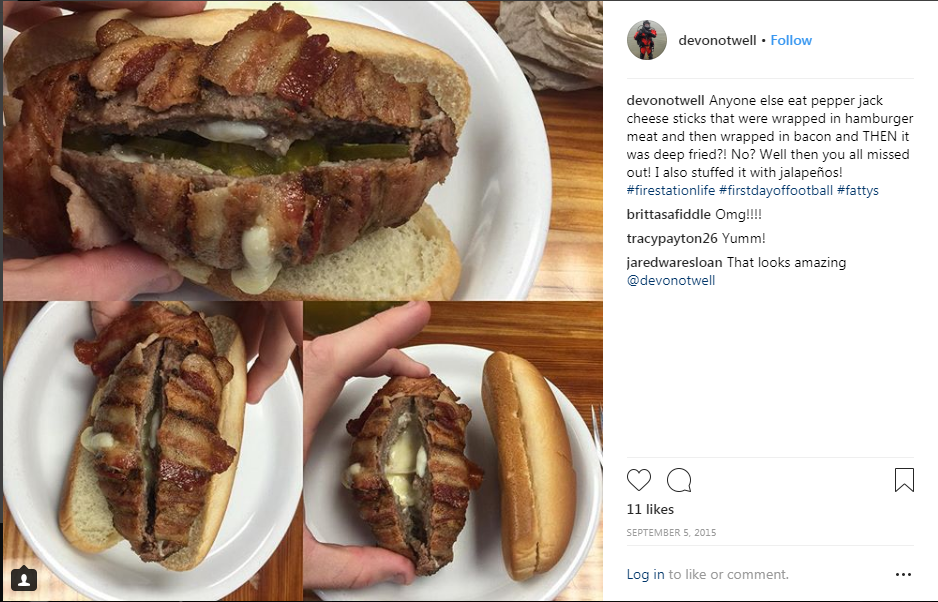 devonotwell • Follow
devonotwell Anyone else eat pepper jack
cheese sticks that were wrapped in hamburger
meat and then wrapped in bacon and THEN it
was deep fried?! No? Well then you all missed
out! I also stuffed it with jalapeños!
#firestationlife #firstdayoffootball #fattys
brittasafiddle Omg!!!!
tracypayton26 Yumm!
jaredwaresloan That looks amazing
@devonotwell
11 likes
SEPTEMBER 5, 2015
Log in to like or comment.